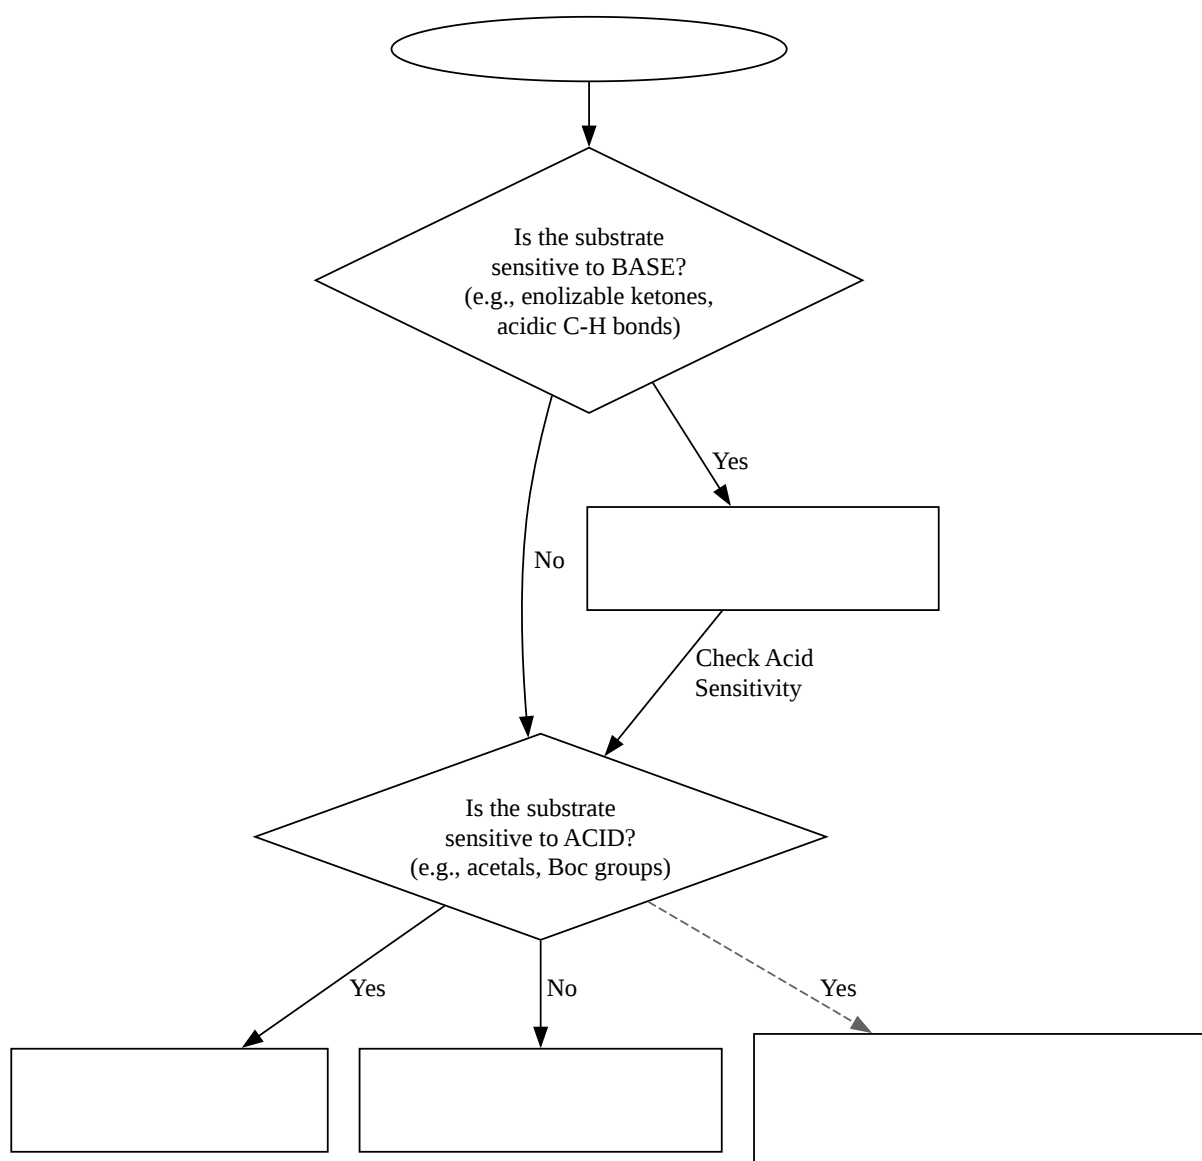 Is the substrate
sensitive to BASE?
(e.g., enolizable ketones,
acidic C-H bonds)
Yes
No
Check Acid
Sensitivity
Is the substrate
sensitive to ACID?
(e.g., acetals, Boc groups)
Yes
No
Yes